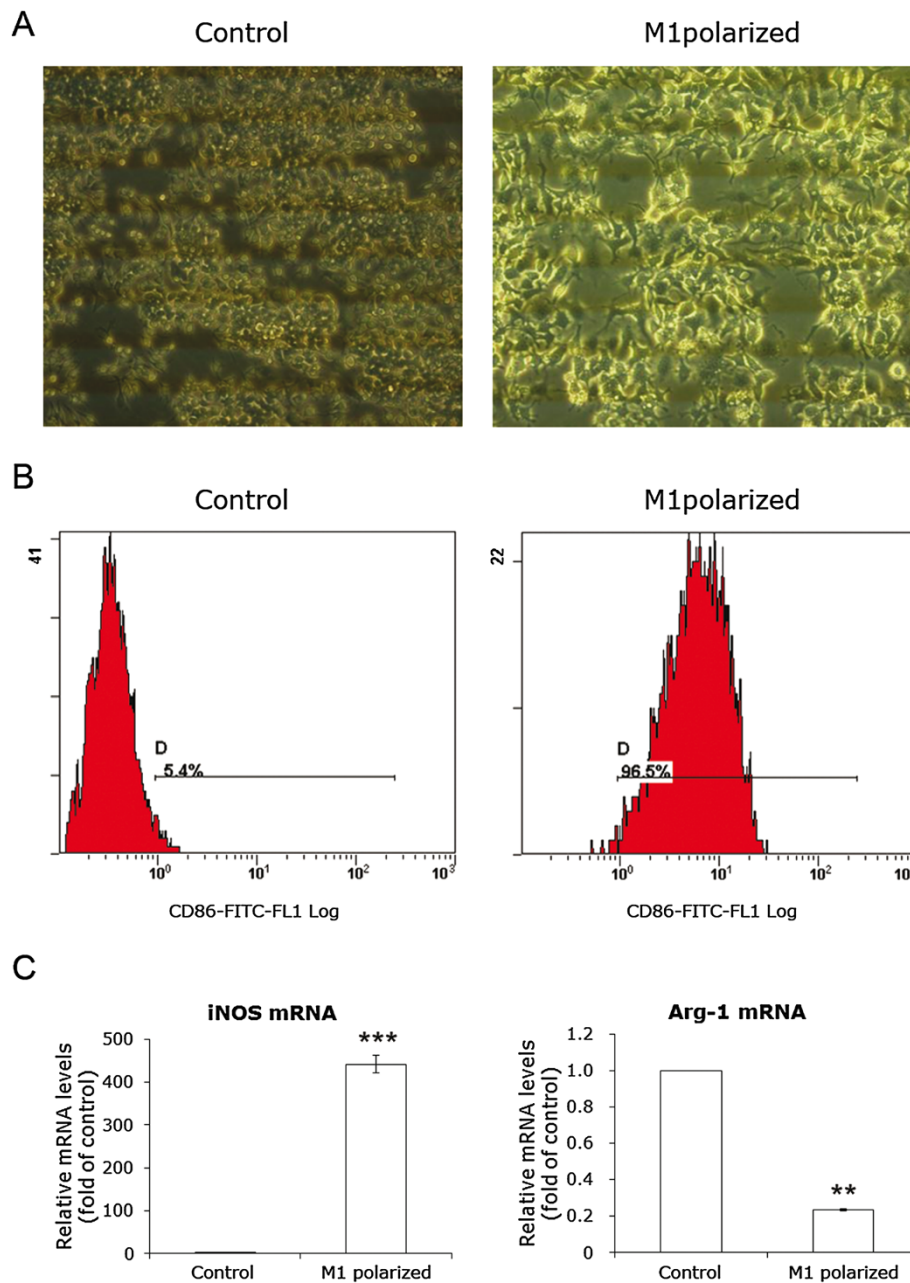 A
Control
M1polarized
B
Control
M1polarized
41
D
5.4%
10⁰
10¹
10²
10³
CD86-FITC-FL1 Log
22
D
96.5%
10⁰
10¹
10²
CD86-FITC-FL1 Log
C
iNOS mRNA
Relative mRNA levels
(fold of control)
500
400
300
200
100
0
***
Control
M1 polarized
Arg-1 mRNA
Relative mRNA levels
(fold of control)
1.2
1.0
0.8
0.6
0.4
0.2
0
**
Control
M1 polarized